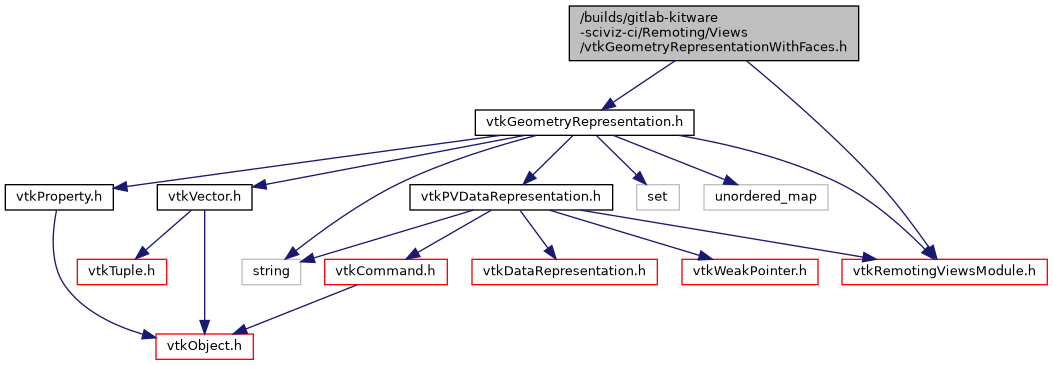 /builds/gitlab-kitware
-sciviz-ci/Remoting/Views
/vtkGeometryRepresentationWithFaces.h
vtkGeometryRepresentation.h
vtkProperty.h
vtkVector.h
vtkPVDataRepresentation.h
set
unordered_map
vtkTuple.h
string
vtkCommand.h
vtkDataRepresentation.h
vtkWeakPointer.h
vtkRemotingViewsModule.h
vtkObject.h